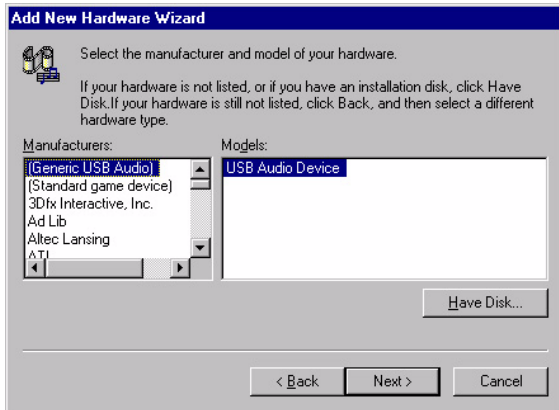 Add New Hardware Wizard
Select the manufacturer and model of your hardware.
If your hardware is not listed, or if you have an installation disk, click Have
Disk.If your hardware is still not listed, click Back, and then select a different
hardware type.
Manufacturers:
Models:
(Generic USB Audio)
USB Audio Device
(Standard game device)
3Dfx Interactive, Inc.
Ad Lib
Altec Lansing
ATI
Have Disk...
< Back
Next >
Cancel